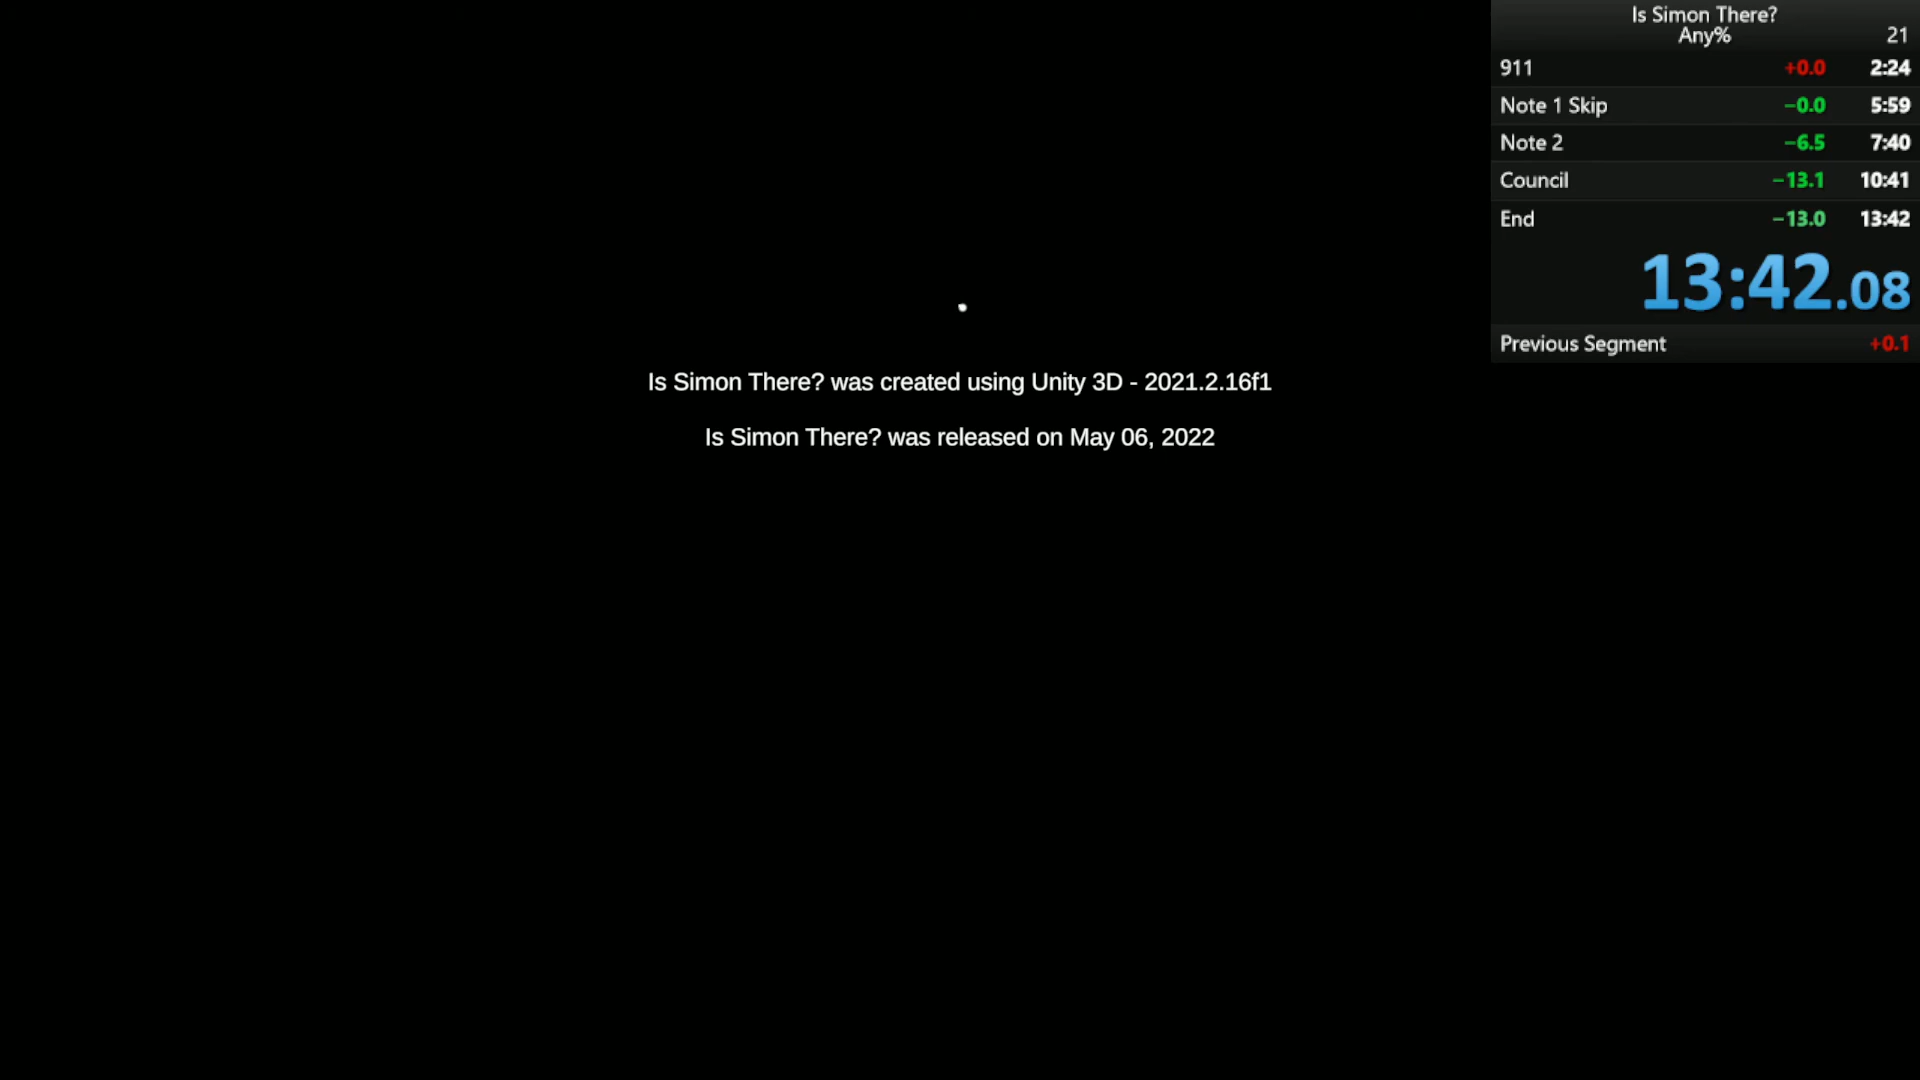 Is Simon There?
Any%
21
911 +0.0 2:24
Note 1 Skip −0.0 5:59
Note 2 −6.5 7:40
Council −13.1 10:41
End −13.0 13:42
13:42.08
Previous Segment +0.1
Is Simon There? was created using Unity 3D - 2021.2.16f1
Is Simon There? was released on May 06, 2022